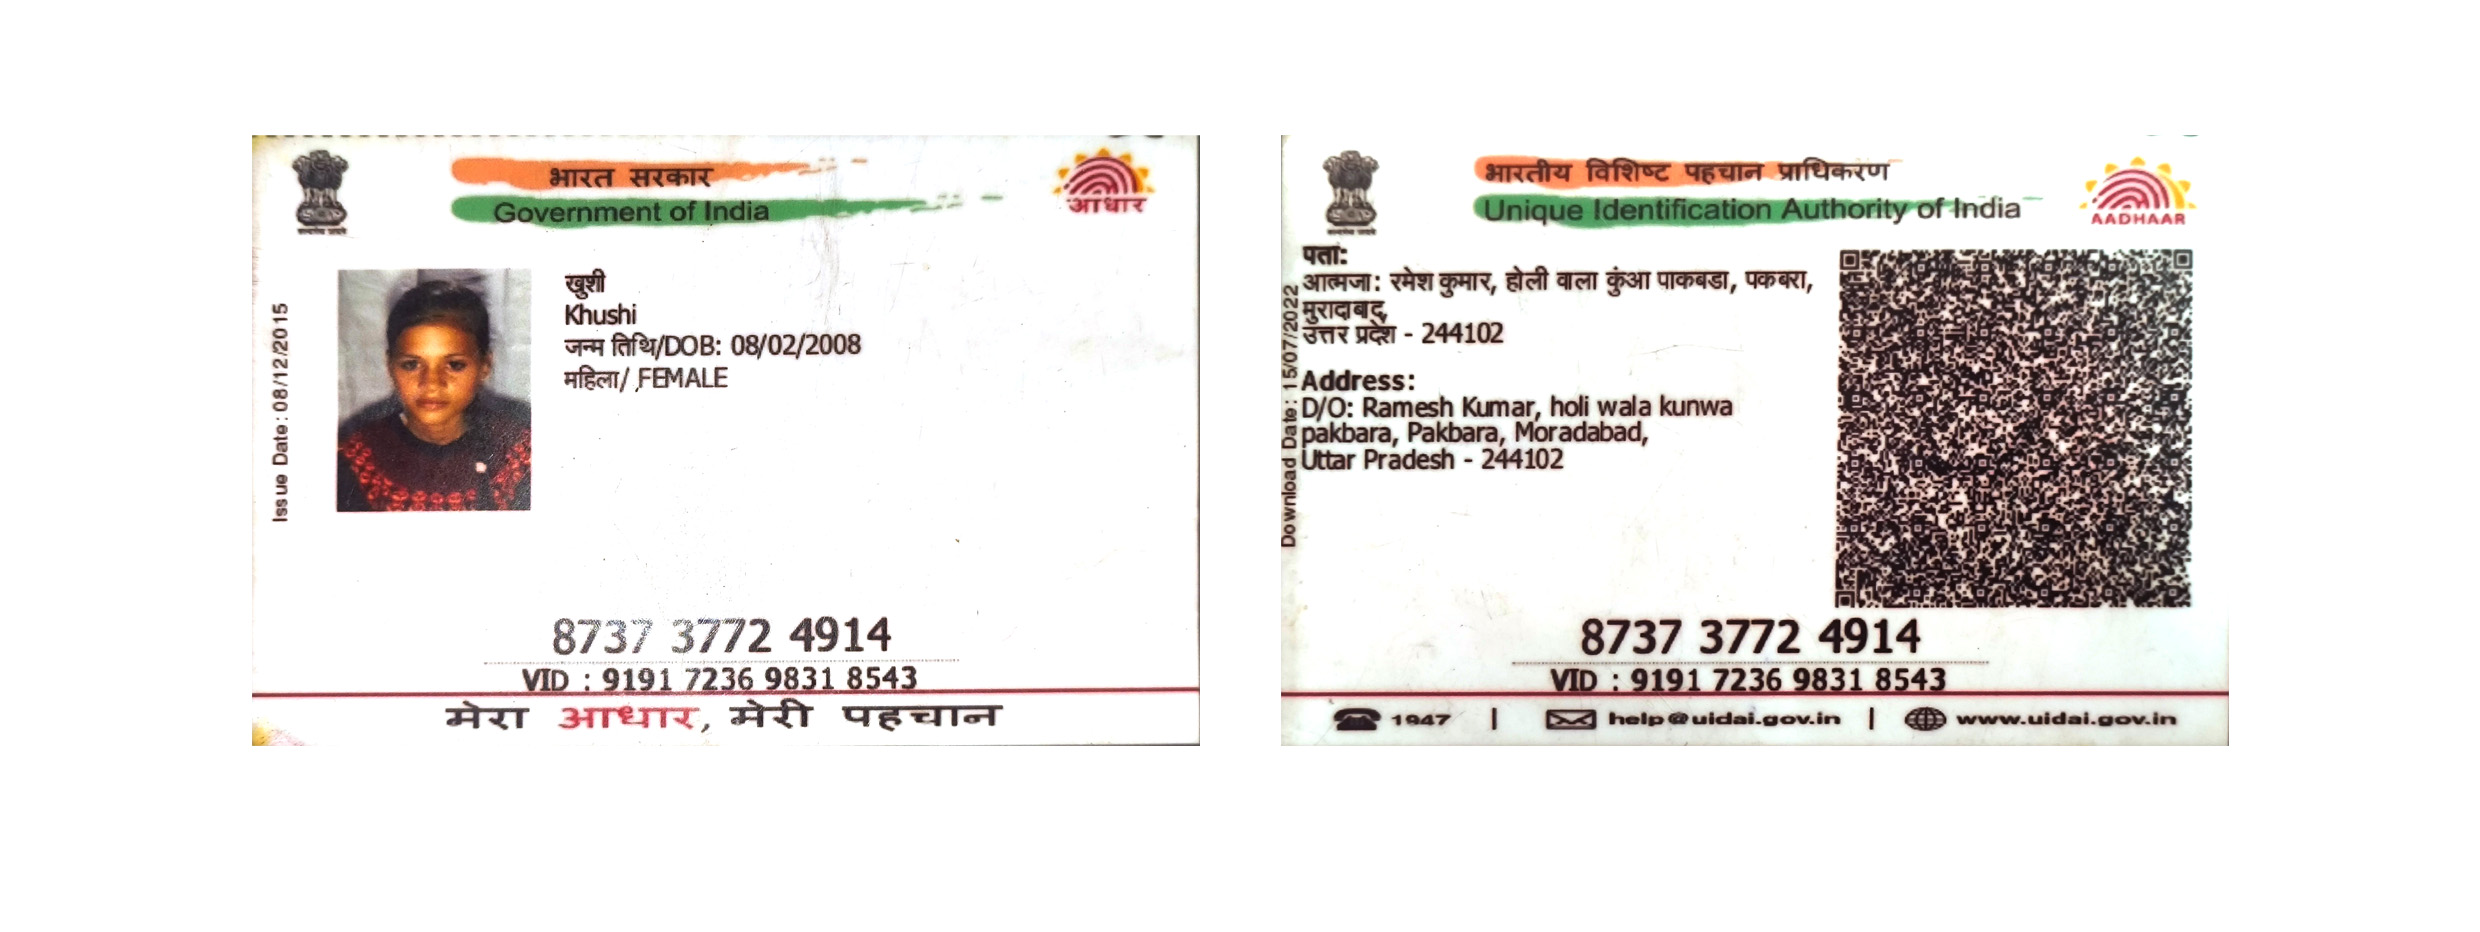 भारत सरकार
Government of India
आधार
Issue Date : 08/12/2015
खुशी
Khushi
जन्म तिथि/DOB: 08/02/2008
महिला/ FEMALE
8737 3772 4914
VID : 9191 7236 9831 8543
मेरा आधार, मेरी पहचान
भारतीय विशिष्ट पहचान प्राधिकरण
Unique Identification Authority of India
AADHAAR
Download Date: 15/07/2022
पता:
आत्मजा: रमेश कुमार, होली वाला कुंआ पाकबडा, पकबरा,
मुरादाबाद,
उत्तर प्रदेश - 244102
Address:
D/O: Ramesh Kumar, holi wala kunwa
pakbara, Pakbara, Moradabad,
Uttar Pradesh - 244102
8737 3772 4914
VID : 9191 7236 9831 8543
1947 | help@uidai.gov.in | www.uidai.gov.in